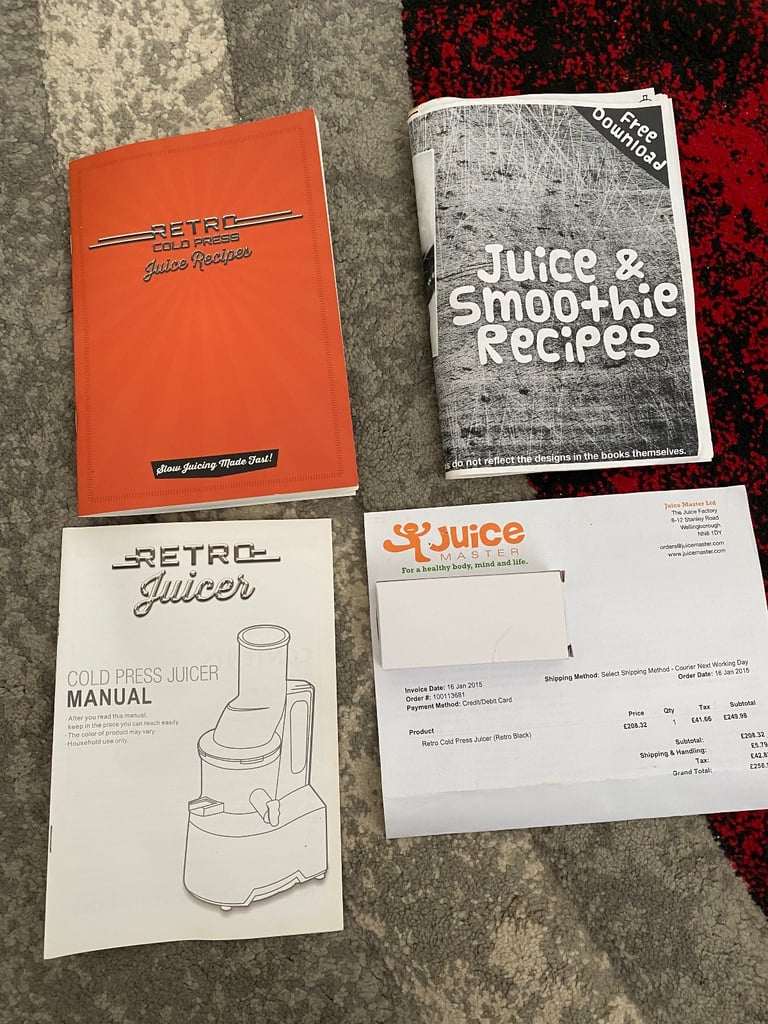 RETRO
COLD PRESS
Juice Recipes
Slow Juicing Made Fast!
Free
Download
Juice &
Smoothie
Recipes
do not reflect the designs in the books themselves.
RETRO
Juicer
COLD PRESS JUICER
MANUAL
· After you read this manual,
keep in the place you can reach easily.
· The color of product may vary.
· Household use only.
Juice
MASTER
For a healthy body, mind and life.
Juice Master Ltd.
The Juice Factory
8-12 Stanley Road
Wellingborough
NN8 1DY
orders@juicemaster.com
www.juicemaster.com
Invoice Date: 16 Jan 2015
Order #: 100113681
Payment Method: Credit/Debit Card
Shipping Method: Select Shipping Method - Courier Next Working Day
Order Date: 16 Jan 2015
Product Price Qty Tax Subtotal
Retro Cold Press Juicer (Retro Black) £208.32 1 £41.66 £249.98
Subtotal: £208.32
Shipping & Handling: £5.79
Tax: £42.8
Grand Total: £256.